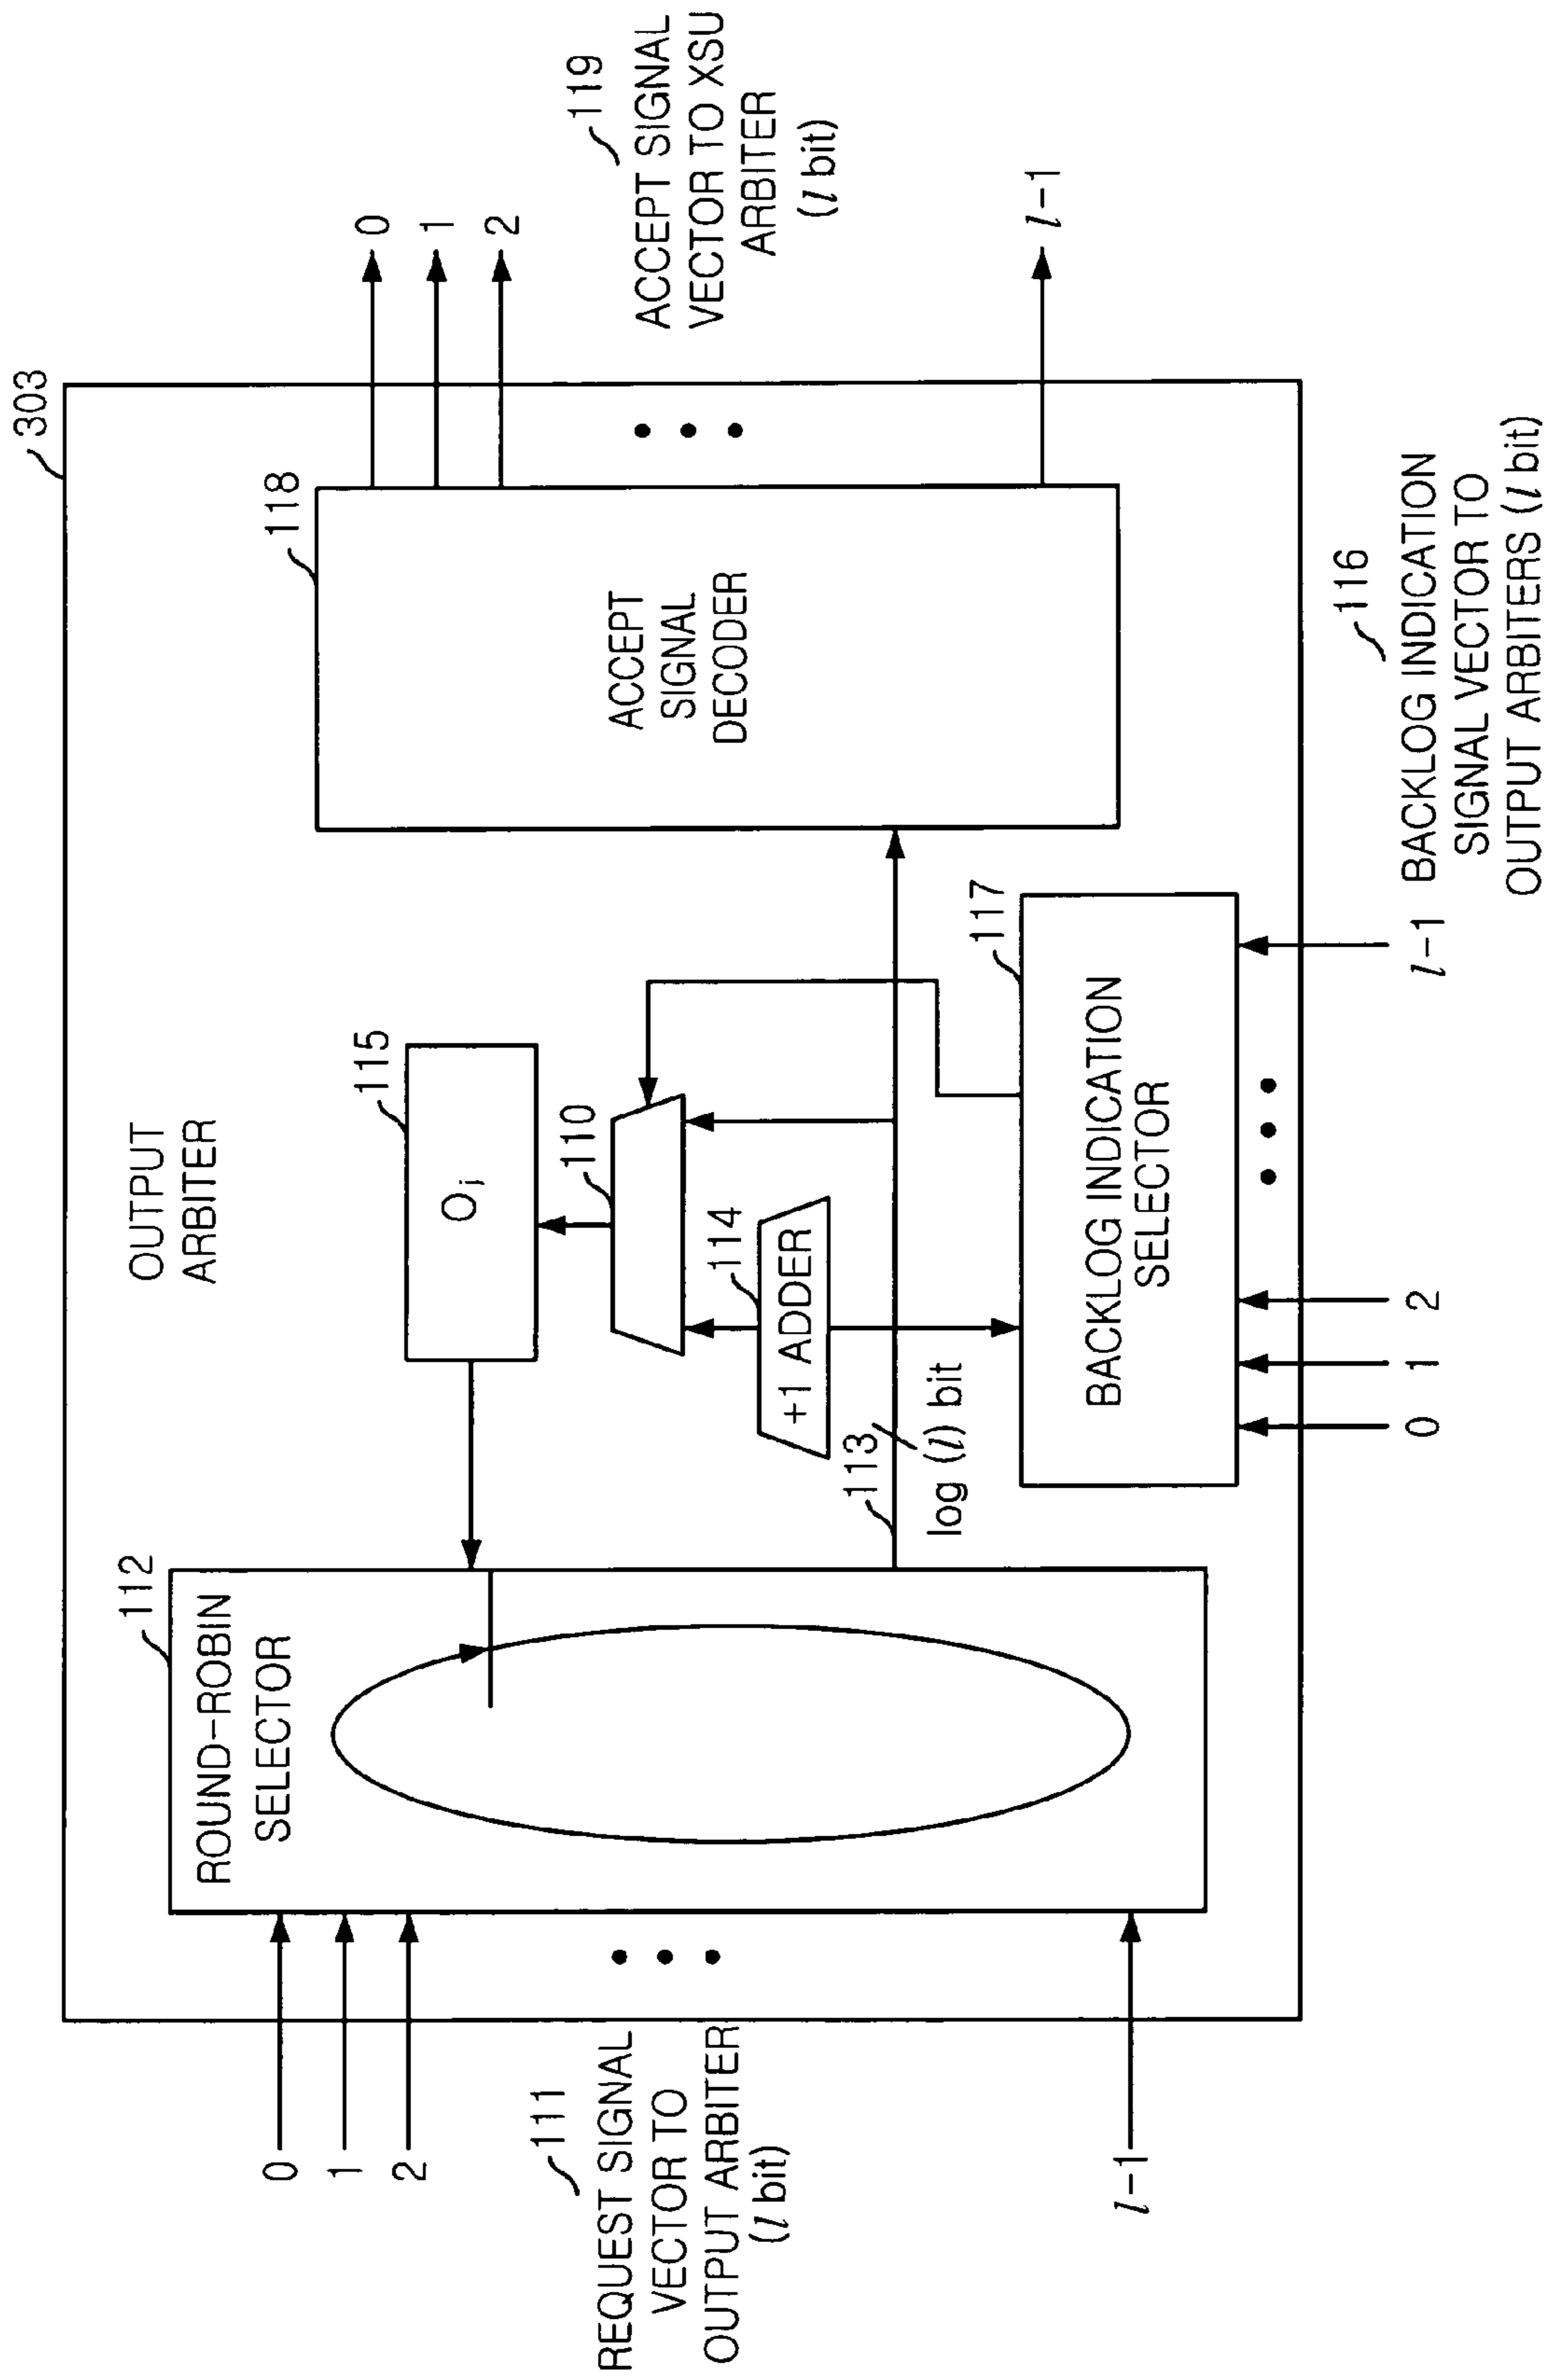 303
OUTPUT
ARBITER
112
ROUND-ROBIN
SELECTOR
0
1
2
l-1
111
REQUEST SIGNAL
VECTOR TO
OUTPUT ARBITER
(l bit)
115
Oj
110
114
+1 ADDER
113
log (l) bit
117
BACKLOG INDICATION
SELECTOR
0
1
2
l-1
116
BACKLOG INDICATION
SIGNAL VECTOR TO
OUTPUT ARBITERS (l bit)
118
ACCEPT
SIGNAL
DECODER
0
1
2
l-1
119
ACCEPT SIGNAL
VECTOR TO XSU
ARBITER
(l bit)